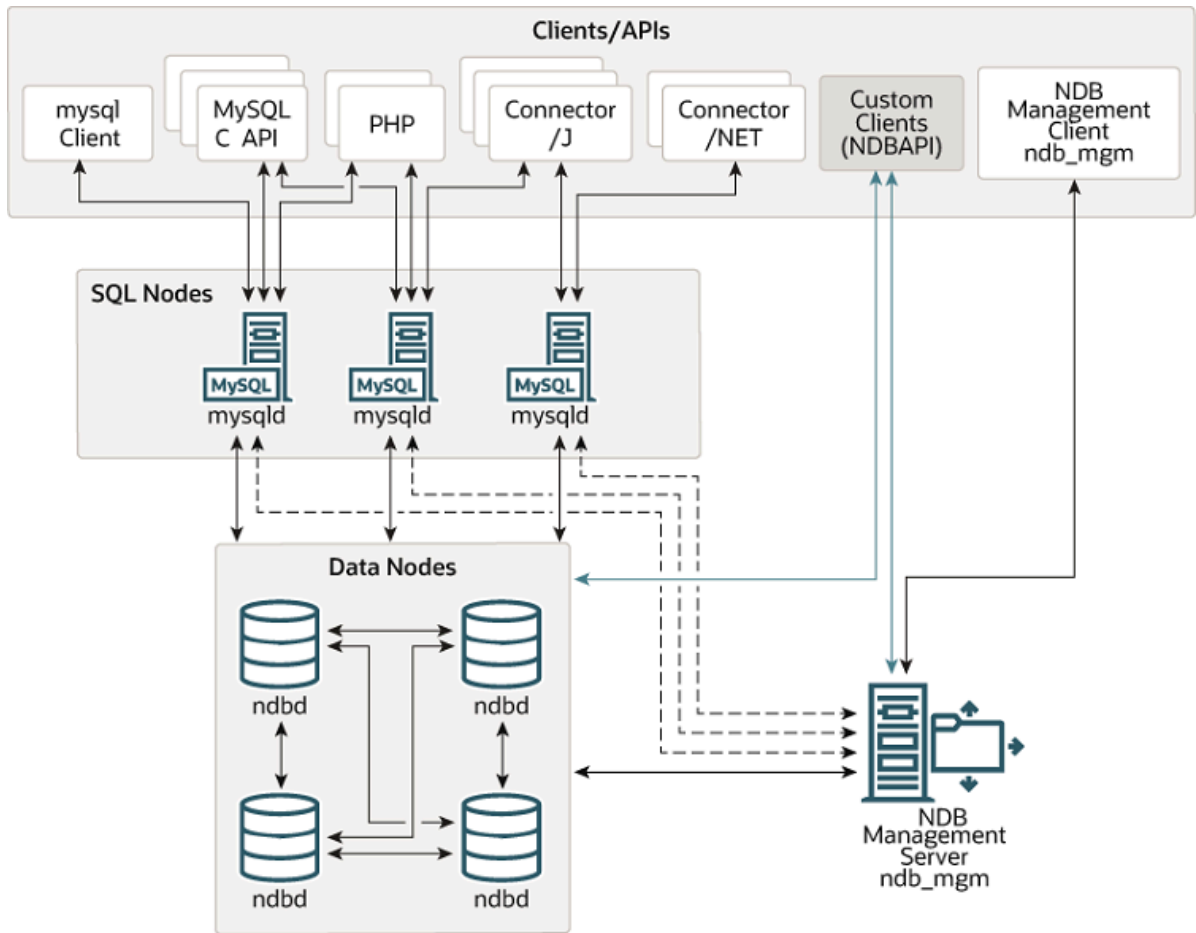 Clients/APIs
mysql
Client
MySQL
C API
PHP
Connector
/J
Connector
/NET
Custom
Clients
(NDBAPI)
NDB
Management
Client
ndb_mgm
SQL Nodes
MySQL
mysqld
MySQL
mysqld
MySQL
mysqld
Data Nodes
ndbd
ndbd
ndbd
ndbd
NDB
Management
Server
ndb_mgm